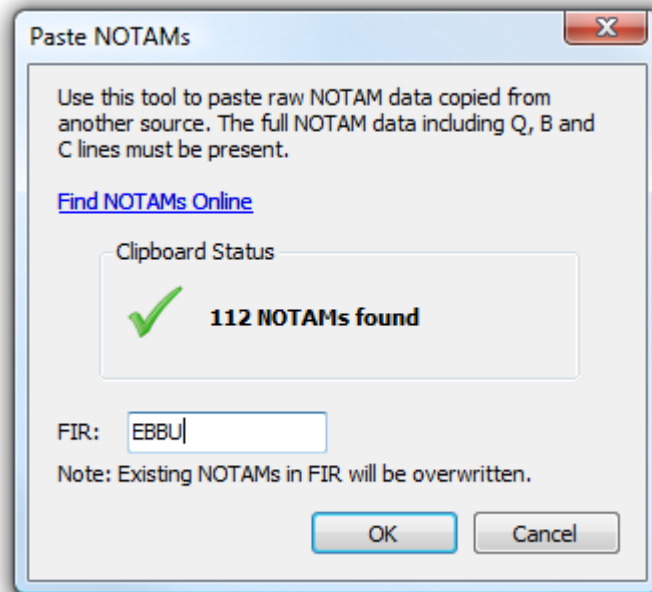 Paste NOTAMs
Use this tool to paste raw NOTAM data copied from
another source. The full NOTAM data including Q, B and
C lines must be present.
Find NOTAMs Online
Clipboard Status
112 NOTAMs found
FIR: EBBU
Note: Existing NOTAMs in FIR will be overwritten.
OK Cancel